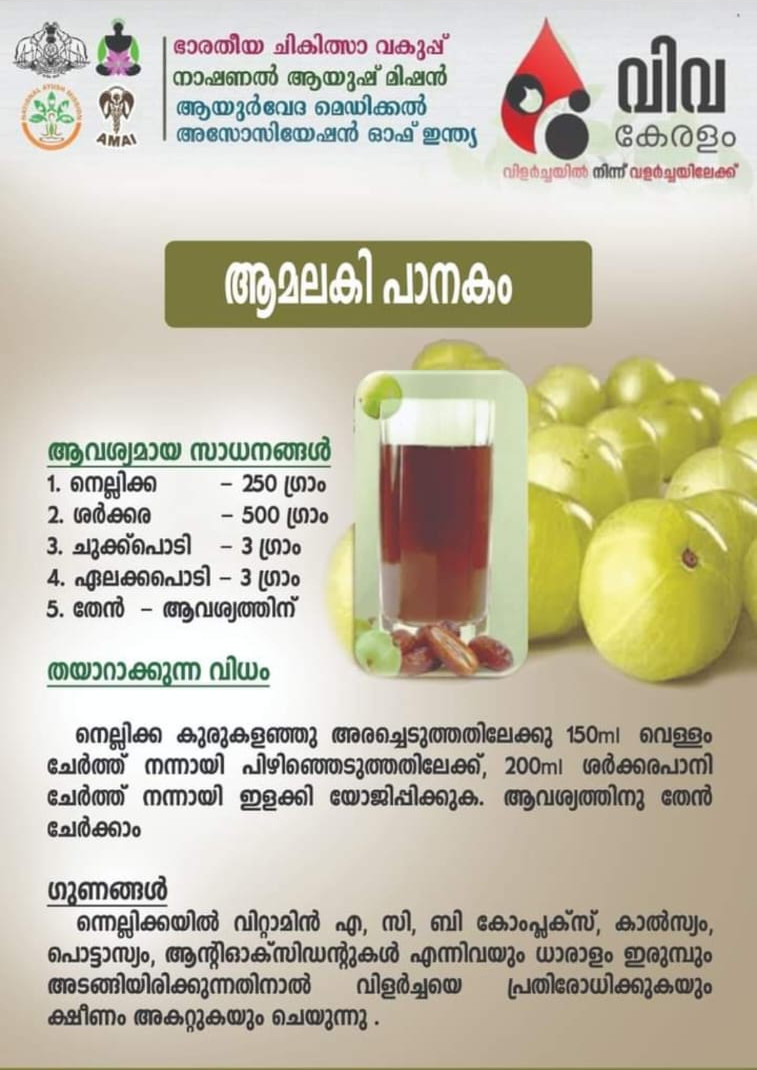 ഭാരതീയ ചികിത്സാ വകുപ്പ്
നാഷണൽ ആയുഷ് മിഷൻ
ആയുർവേദ മെഡിക്കൽ
അസോസിയേഷൻ ഓഫ് ഇന്ത്യ
NATIONAL AYUSH MISSION
AMAI
വിവ
കേരളം
വിളർച്ചയിൽ നിന്ന് വളർച്ചയിലേക്ക്
ആമലകി പാനകം
ആവശ്യമായ സാധനങ്ങൾ
1. നെല്ലിക്ക – 250 ഗ്രാം
2. ശർക്കര – 500 ഗ്രാം
3. ചുക്ക്പൊടി – 3 ഗ്രാം
4. ഏലക്കപൊടി – 3 ഗ്രാം
5. തേൻ – ആവശ്യത്തിന്
തയാറാക്കുന്ന വിധം
നെല്ലിക്ക കുരുകളഞ്ഞു അരച്ചെടുത്തതിലേക്കു 150ml വെള്ളം
ചേർത്ത് നന്നായി പിഴിഞ്ഞെടുത്തതിലേക്ക്, 200ml ശർക്കരപാനി
ചേർത്ത് നന്നായി ഇളക്കി യോജിപ്പിക്കുക. ആവശ്യത്തിനു തേൻ
ചേർക്കാം
ഗുണങ്ങൾ
ന്നെല്ലിക്കയിൽ വിറ്റാമിൻ എ, സി, ബി കോംപ്ലക്സ്, കാൽസ്യം,
പൊട്ടാസ്യം, ആന്റിഓക്സിഡന്റുകൾ എന്നിവയും ധാരാളം ഇരുമ്പും
അടങ്ങിയിരിക്കുന്നതിനാൽ വിളർച്ചയെ പ്രതിരോധിക്കുകയും
ക്ഷീണം അകറ്റുകയും ചെയുന്നു .